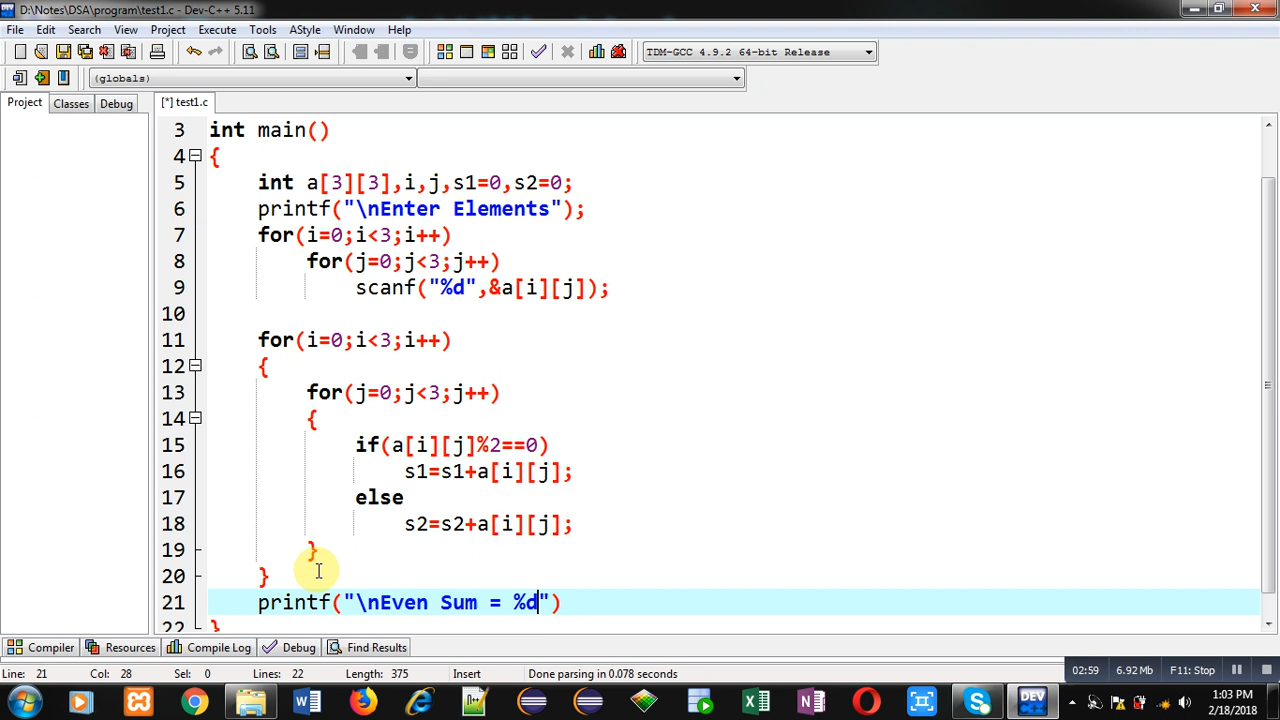 D:\Notes\DSA\program\test1.c - Dev-C++ 5.11
File Edit Search View Project Execute Tools AStyle Window Help
TDM-GCC 4.9.2 64-bit Release
(globals)
Project Classes Debug
[*] test1.c
3 int main()
4 {
5 int a[3][3],i,j,s1=0,s2=0;
6 printf("\nEnter Elements");
7 for(i=0;i<3;i++)
8 for(j=0;j<3;j++)
9 scanf("%d",&a[i][j]);
10
11 for(i=0;i<3;i++)
12 {
13 for(j=0;j<3;j++)
14 {
15 if(a[i][j]%2==0)
16 s1=s1+a[i][j];
17 else
18 s2=s2+a[i][j];
19 }
20 }
21 printf("\nEven Sum = %d")
22 }
Compiler Resources Compile Log Debug Find Results
Line: 21 Col: 28 Sel: 0 Lines: 22 Length: 375 Insert Done parsing in 0.078 seconds
02:59 6.92 Mb F11: Stop
1:03 PM
2/18/2018